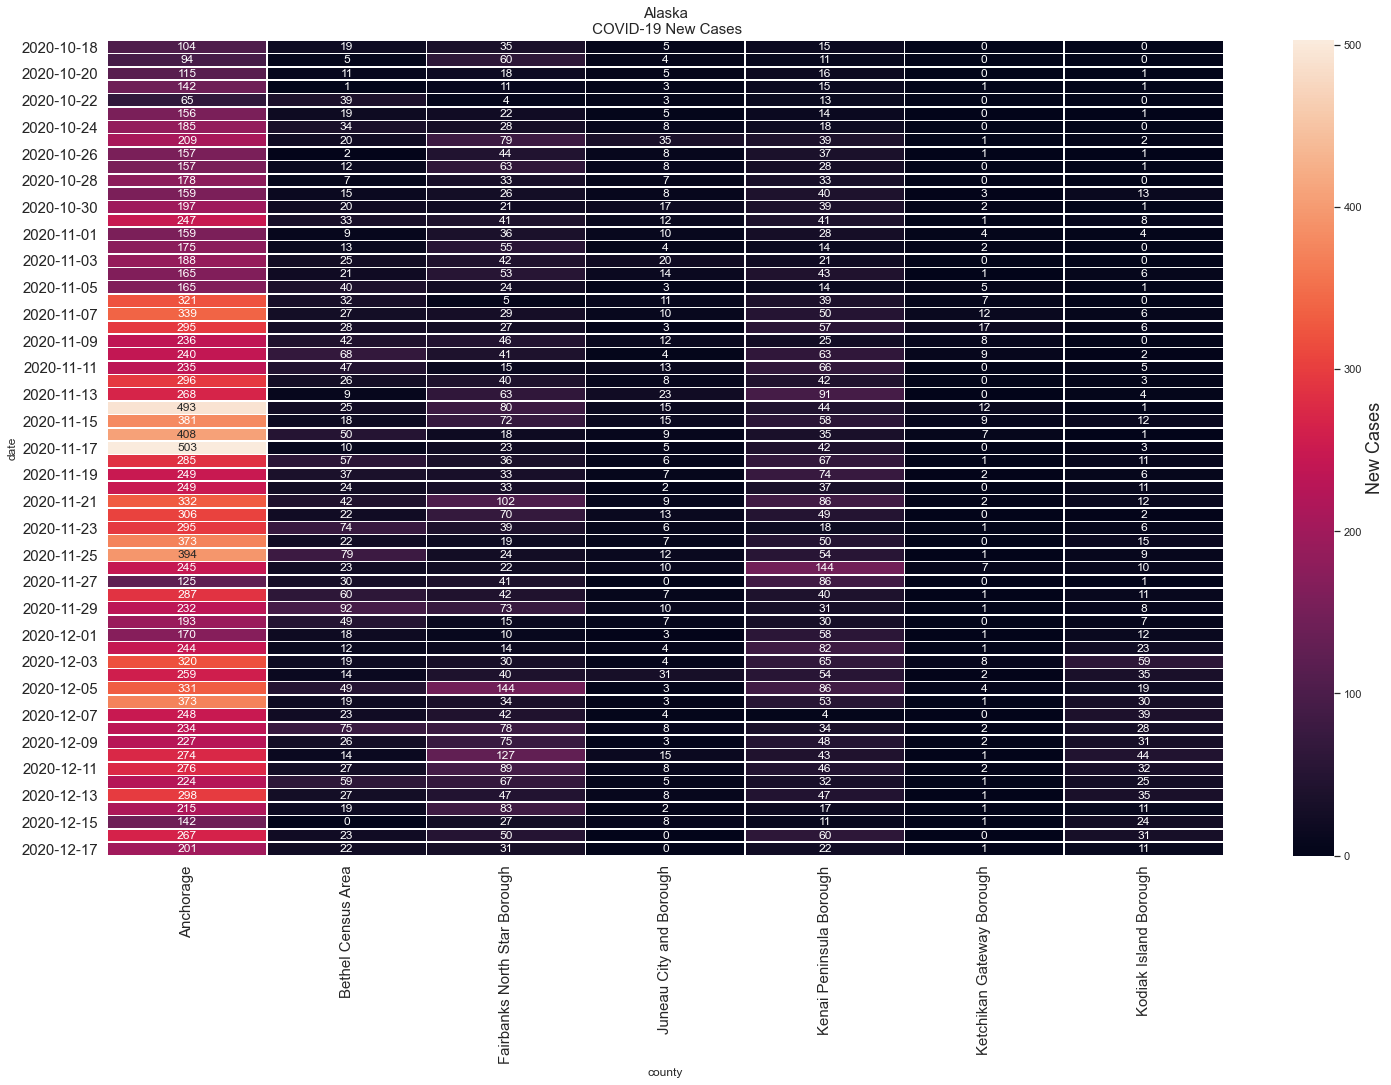 Alaska
COVID-19 New Cases
2020-10-18 104 19 35 5 15 0 0
94 5 60 4 11 0 0
2020-10-20 115 11 18 5 16 0 1
142 1 11 3 15 1 1
2020-10-22 65 39 4 3 13 0 0
156 19 22 5 14 0 1
2020-10-24 185 34 28 8 18 0 0
209 20 79 35 39 1 2
2020-10-26 157 2 44 8 37 1 1
157 12 63 8 28 0 1
2020-10-28 178 7 33 7 33 0 0
159 15 26 8 40 3 13
2020-10-30 197 20 21 17 39 2 1
247 33 41 12 41 1 8
2020-11-01 159 9 36 10 28 4 4
175 13 55 4 14 2 0
2020-11-03 188 25 42 20 21 0 0
165 21 53 14 43 1 6
2020-11-05 165 40 24 3 14 5 1
321 32 5 11 39 7 0
2020-11-07 339 27 29 10 50 12 6
295 28 27 3 57 17 6
2020-11-09 236 42 46 12 25 8 0
240 68 41 4 63 9 2
2020-11-11 235 47 15 13 66 0 5
296 26 40 8 42 0 3
2020-11-13 268 9 63 23 91 0 4
493 25 80 15 44 12 1
2020-11-15 381 18 72 15 58 9 12
408 50 18 9 35 7 1
2020-11-17 503 10 23 5 42 0 3
285 57 36 6 67 1 11
2020-11-19 249 37 33 7 74 2 6
249 24 33 2 37 0 11
2020-11-21 332 42 102 9 86 2 12
306 22 70 13 49 0 2
2020-11-23 295 74 39 6 18 1 6
373 22 19 7 50 0 15
2020-11-25 394 79 24 12 54 1 9
245 23 22 10 144 7 10
2020-11-27 125 30 41 0 86 0 1
287 60 42 7 40 1 11
2020-11-29 232 92 73 10 31 1 8
193 49 15 7 30 0 7
2020-12-01 170 18 10 3 58 1 12
244 12 14 4 82 1 23
2020-12-03 320 19 30 4 65 8 59
259 14 40 31 54 2 35
2020-12-05 331 49 144 3 86 4 19
373 19 34 3 53 1 30
2020-12-07 248 23 42 4 4 0 39
234 75 78 8 34 2 28
2020-12-09 227 26 75 3 48 2 31
274 14 127 15 43 1 44
2020-12-11 276 27 89 8 46 2 32
224 59 67 5 32 1 25
2020-12-13 298 27 47 8 47 1 35
215 19 83 2 17 1 11
2020-12-15 142 0 27 8 11 1 24
267 23 50 0 60 0 31
2020-12-17 201 22 31 0 22 1 11
date
Anchorage
Bethel Census Area
Fairbanks North Star Borough
Juneau City and Borough
Kenai Peninsula Borough
Ketchikan Gateway Borough
Kodiak Island Borough
county
500
400
300
200
100
0
New Cases